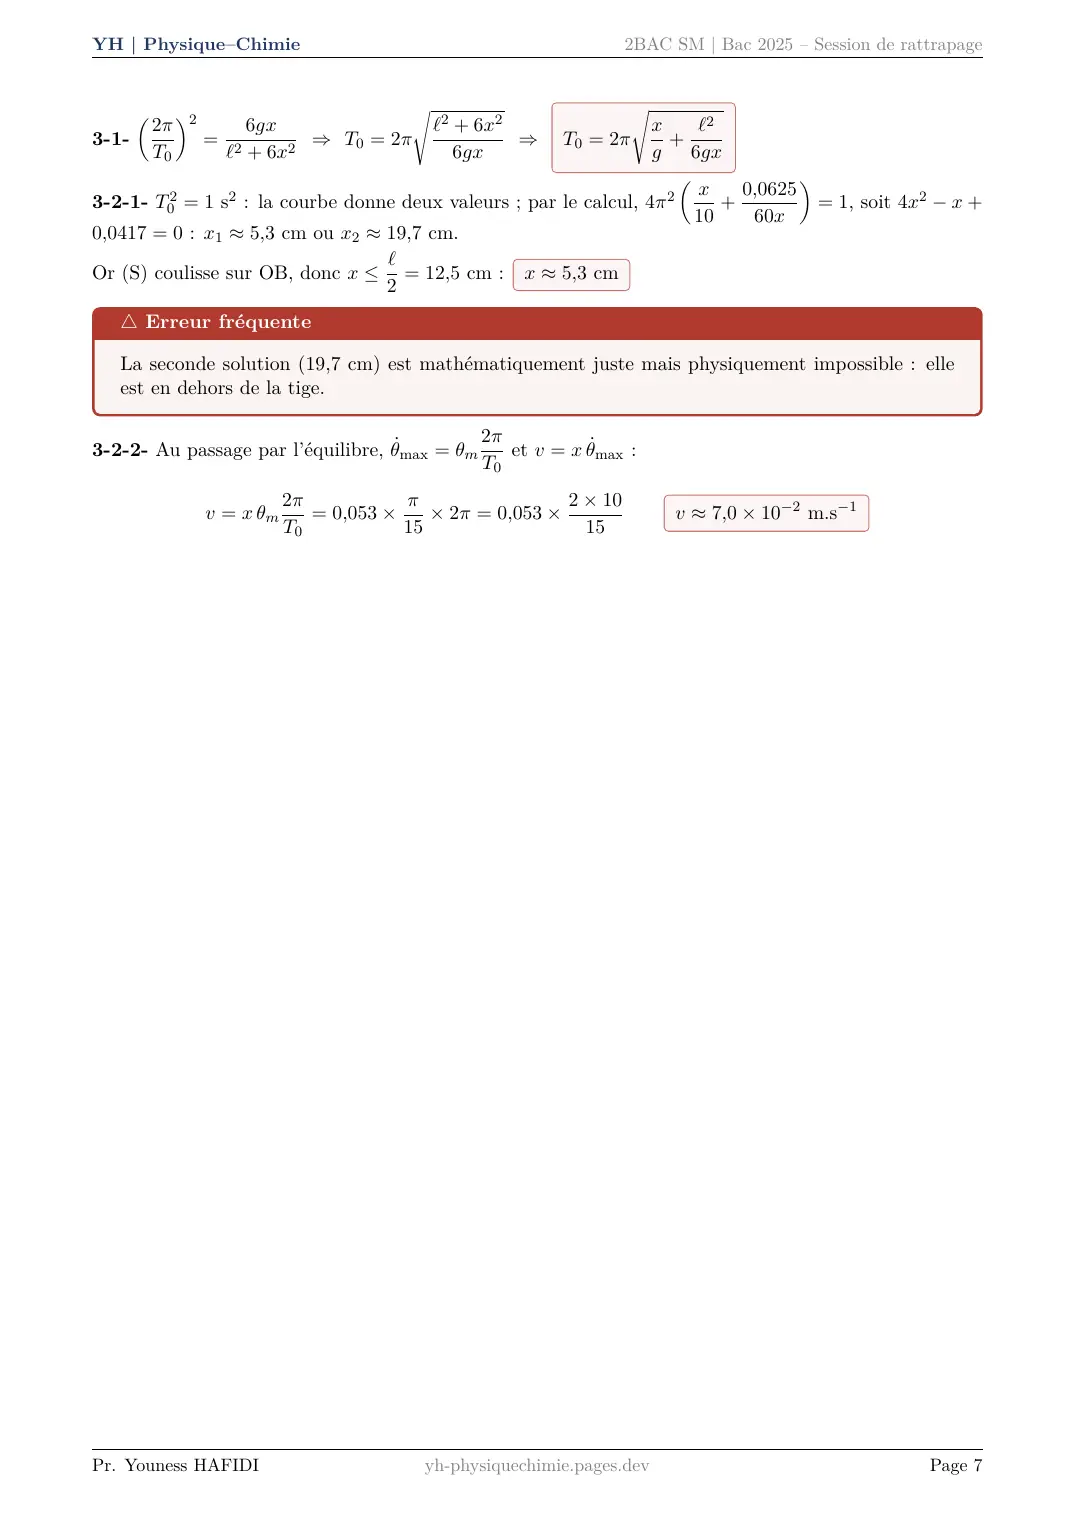 YH | Physique–Chimie 2BAC SM | Bac 2025 – Session de rattrapage
3-1- (2π/T₀)² = 6gx/(ℓ² + 6x²) ⇒ T₀ = 2π√((ℓ² + 6x²)/(6gx)) ⇒ T₀ = 2π√(x/g + ℓ²/(6gx))
3-2-1- T₀² = 1 s² : la courbe donne deux valeurs ; par le calcul, 4π²(x/10 + 0,0625/(60x)) = 1, soit 4x² − x +
0,0417 = 0 : x₁ ≈ 5,3 cm ou x₂ ≈ 19,7 cm.
Or (S) coulisse sur OB, donc x ≤ ℓ/2 = 12,5 cm : x ≈ 5,3 cm
△ Erreur fréquente
La seconde solution (19,7 cm) est mathématiquement juste mais physiquement impossible : elle
est en dehors de la tige.
3-2-2- Au passage par l'équilibre, θ̇max = θₘ 2π/T₀ et v = x θ̇max :
v = x θₘ 2π/T₀ = 0,053 × π/15 × 2π = 0,053 × (2 × 10)/15 v ≈ 7,0 × 10⁻² m.s⁻¹
Pr. Youness HAFIDI yh-physiquechimie.pages.dev Page 7